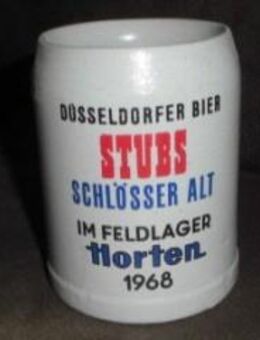 DÜSSELDORFER BIER
STUBS
SCHLÖSSER ALT
IM FELDLAGER
Horten
1968